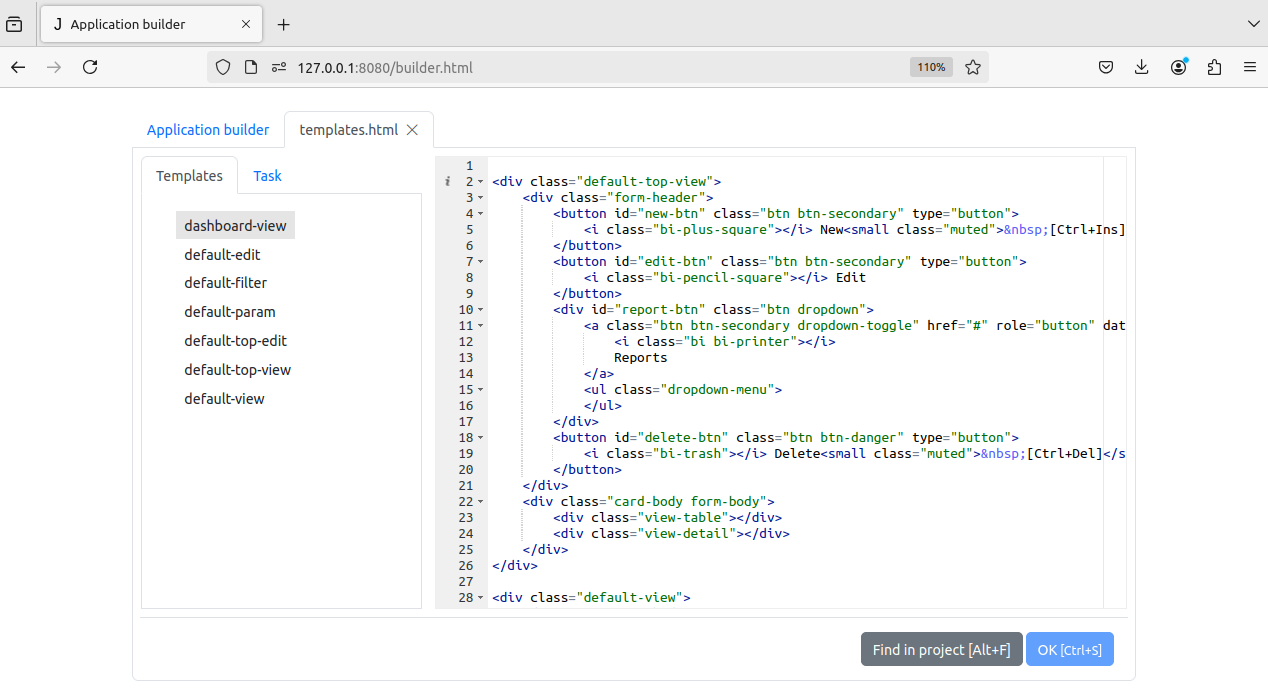 J Application builder
127.0.0.1:8080/builder.html
110%
Application builder
templates.html
Templates
Task
dashboard-view
default-edit
default-filter
default-param
default-top-edit
default-top-view
default-view
1
i 2 <div class="default-top-view">
3 <div class="form-header">
4 <button id="new-btn" class="btn btn-secondary" type="button">
5 <i class="bi-plus-square"></i> New<small class="muted">&nbsp;[Ctrl+Ins]
6 </button>
7 <button id="edit-btn" class="btn btn-secondary" type="button">
8 <i class="bi-pencil-square"></i> Edit
9 </button>
10 <div id="report-btn" class="btn dropdown">
11 <a class="btn btn-secondary dropdown-toggle" href="#" role="button" dat
12 <i class="bi bi-printer"></i>
13 Reports
14 </a>
15 <ul class="dropdown-menu">
16 </ul>
17 </div>
18 <button id="delete-btn" class="btn btn-danger" type="button">
19 <i class="bi-trash"></i> Delete<small class="muted">&nbsp;[Ctrl+Del]</s
20 </button>
21 </div>
22 <div class="card-body form-body">
23 <div class="view-table"></div>
24 <div class="view-detail"></div>
25 </div>
26 </div>
27
28 <div class="default-view">
Find in project [Alt+F]
OK [Ctrl+S]